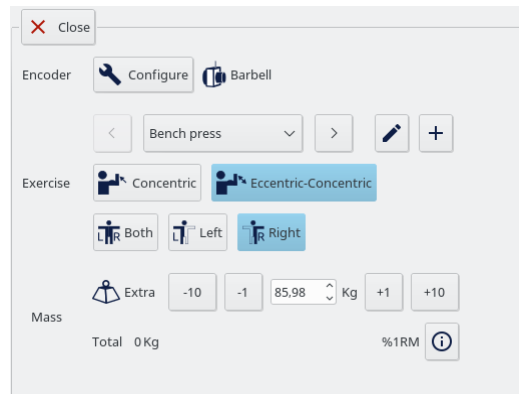 Close
Encoder Configure Barbell
Bench press
Exercise Concentric Eccentric-Concentric
L R Both L Left R Right
Extra -10 -1 85,98 Kg +1 +10
Mass
Total 0 Kg %1RM